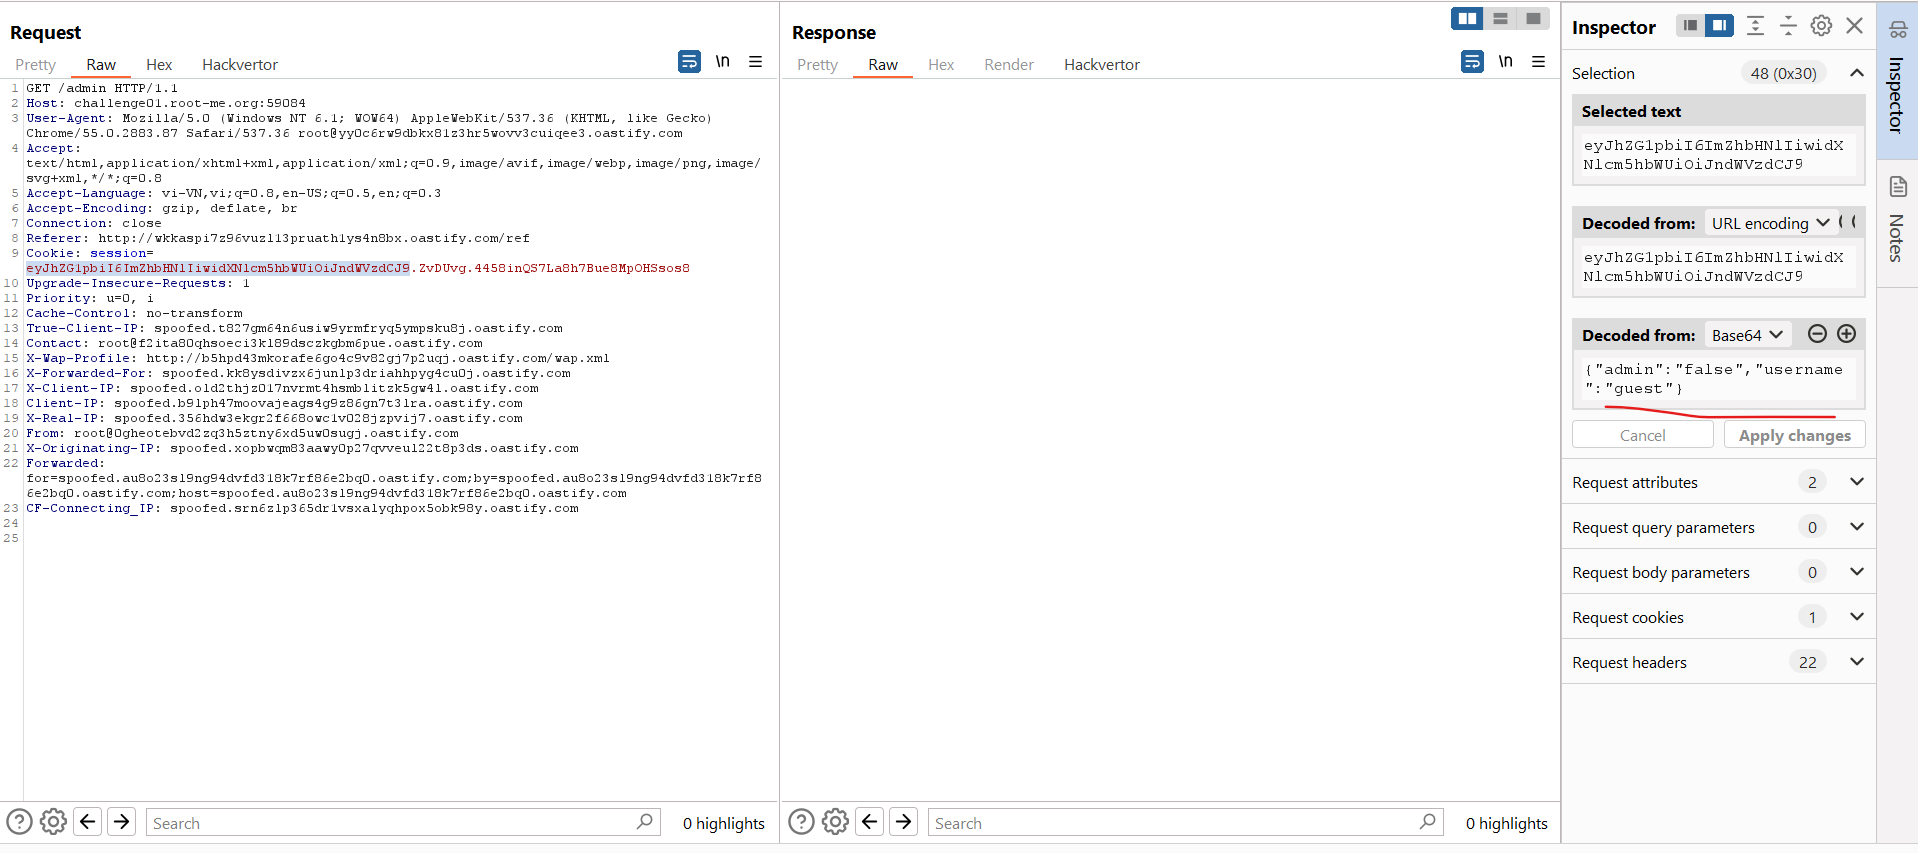 Request
Pretty Raw Hex Hackvertor \n
1 GET /admin HTTP/1.1
2 Host: challenge01.root-me.org:59084
3 User-Agent: Mozilla/5.0 (Windows NT 6.1; WOW64) AppleWebKit/537.36 (KHTML, like Gecko)
Chrome/55.0.2883.87 Safari/537.36 root@yy0c6rw9dbkx81z3hr5wovv3cuiqee3.oastify.com
4 Accept:
text/html,application/xhtml+xml,application/xml;q=0.9,image/avif,image/webp,image/png,image/
svg+xml,*/*;q=0.8
5 Accept-Language: vi-VN,vi;q=0.8,en-US;q=0.5,en;q=0.3
6 Accept-Encoding: gzip, deflate, br
7 Connection: close
8 Referer: http://wkkaspi7z96vuzl13pruath1ys4n8bx.oastify.com/ref
9 Cookie: session=
eyJhZG1pbiI6ImZhbHNlIiwidXNlcm5hbWUiOiJndWVzdCJ9.ZvDUvg.4458inQS7La8h7Bue8MpOHSsos8
10 Upgrade-Insecure-Requests: 1
11 Priority: u=0, i
12 Cache-Control: no-transform
13 True-Client-IP: spoofed.t827gm64n6usiw9yrmfryq5ympsku8j.oastify.com
14 Contact: root@f2ita80qhsoeci3k189dsczkgbm6pue.oastify.com
15 X-Wap-Profile: http://b5hpd43mkorafe6go4c9v82gj7p2uqj.oastify.com/wap.xml
16 X-Forwarded-For: spoofed.kk8ysdivzx6junlp3driahhpyg4cu0j.oastify.com
17 X-Client-IP: spoofed.old2thjz017nvrmt4hsmblitzk5gw4l.oastify.com
18 Client-IP: spoofed.b9lph47moovajeags4g9z86gn7t3lra.oastify.com
19 X-Real-IP: spoofed.356hdw3ekgr2f668owc1v028jzpvij7.oastify.com
20 From: root@0gheotebvd2zq3h5ztny6xd5uw0sugj.oastify.com
21 X-Originating-IP: spoofed.xopbwqm83aawy0p27qvveul22t8p3ds.oastify.com
22 Forwarded:
for=spoofed.au8o23sl9ng94dvfd318k7rf86e2bq0.oastify.com;by=spoofed.au8o23sl9ng94dvfd318k7rf8
6e2bq0.oastify.com;host=spoofed.au8o23sl9ng94dvfd318k7rf86e2bq0.oastify.com
23 CF-Connecting_IP: spoofed.srn6zlp365dr1vsxalyqhpox5obk98y.oastify.com
24
25
Search 0 highlights
Response
Pretty Raw Hex Render Hackvertor \n
Search 0 highlights
Inspector
Selection 48 (0x30)
Selected text
eyJhZG1pbiI6ImZhbHNlIiwidX
Nlcm5hbWUiOiJndWVzdCJ9
Decoded from: URL encoding
eyJhZG1pbiI6ImZhbHNlIiwidX
Nlcm5hbWUiOiJndWVzdCJ9
Decoded from: Base64
{"admin":"false","username
":"guest"}
Cancel Apply changes
Request attributes 2
Request query parameters 0
Request body parameters 0
Request cookies 1
Request headers 22
Inspector
Notes